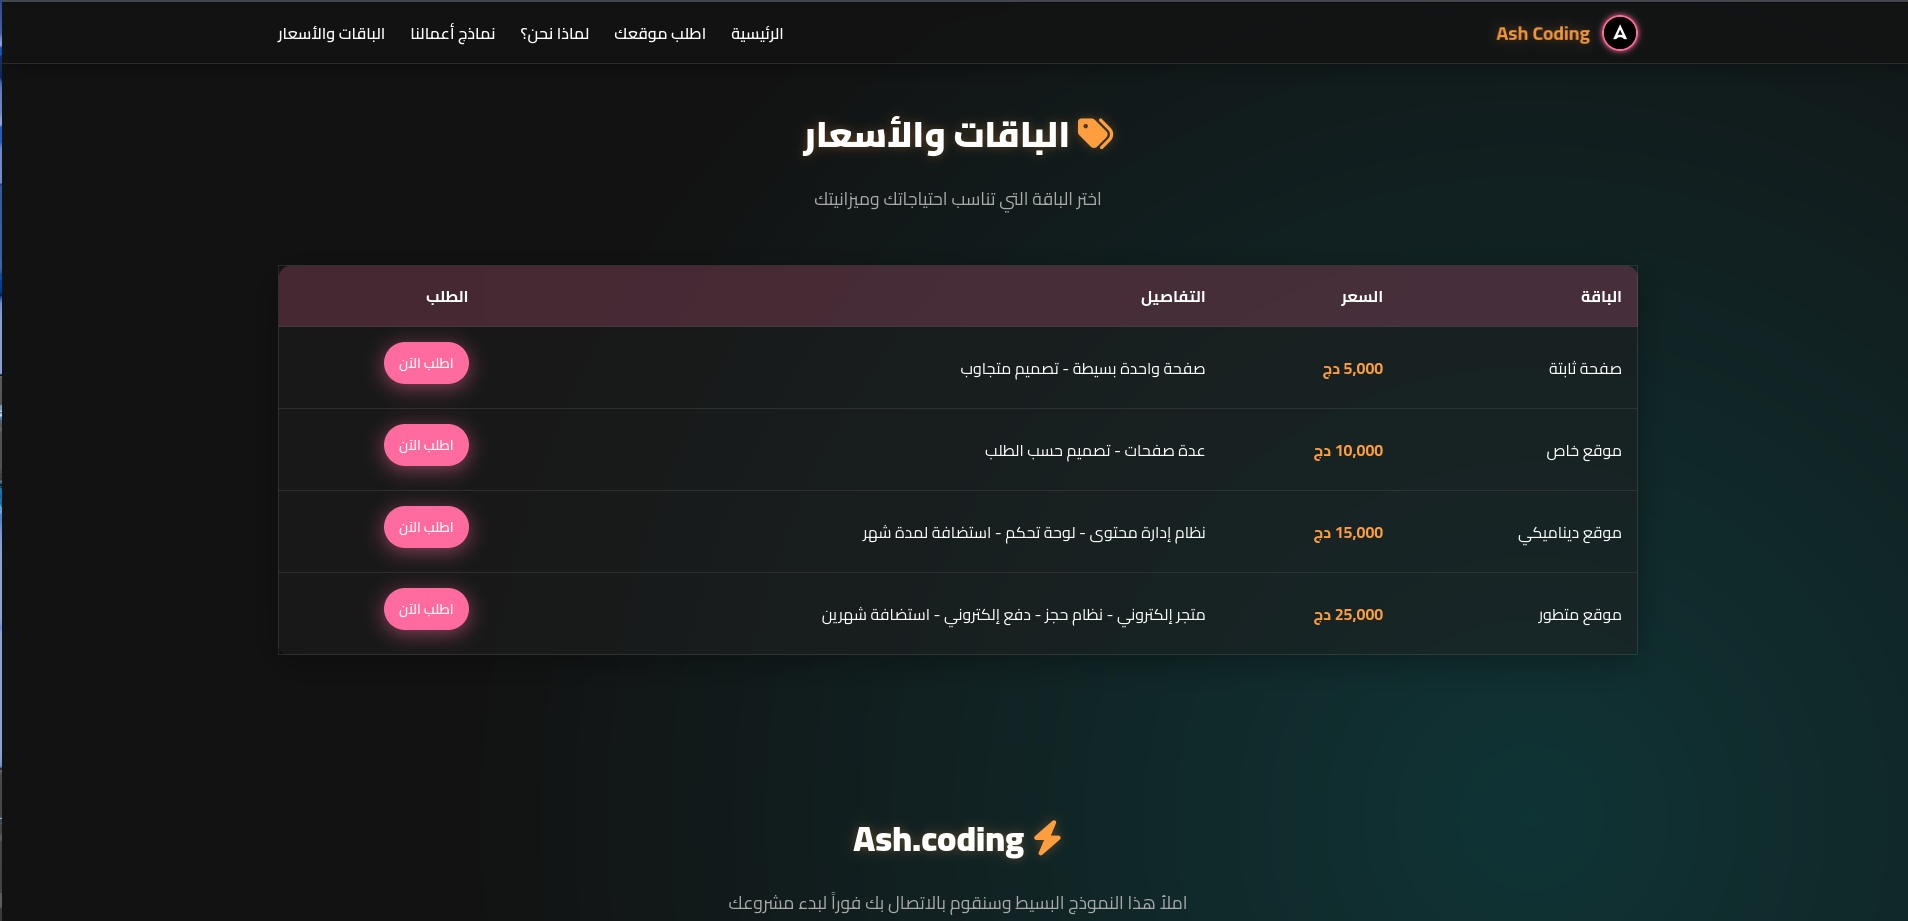 A Ash Coding
الرئيسية اطلب موقعك لماذا نحن؟ نماذج أعمالنا الباقات والأسعار
الباقات والأسعار
اختر الباقة التي تناسب احتياجاتك وميزانيتك
الباقة السعر التفاصيل الطلب
صفحة ثابتة 5,000 دج صفحة واحدة بسيطة - تصميم متجاوب اطلب الآن
موقع خاص 10,000 دج عدة صفحات - تصميم حسب الطلب اطلب الآن
موقع ديناميكي 15,000 دج نظام إدارة محتوى - لوحة تحكم - استضافة لمدة شهر اطلب الآن
موقع متطور 25,000 دج متجر إلكتروني - نظام حجز - دفع إلكتروني - استضافة شهرين اطلب الآن
Ash.coding
املأ هذا النموذج البسيط وسنقوم بالاتصال بك فوراً لبدء مشروعك